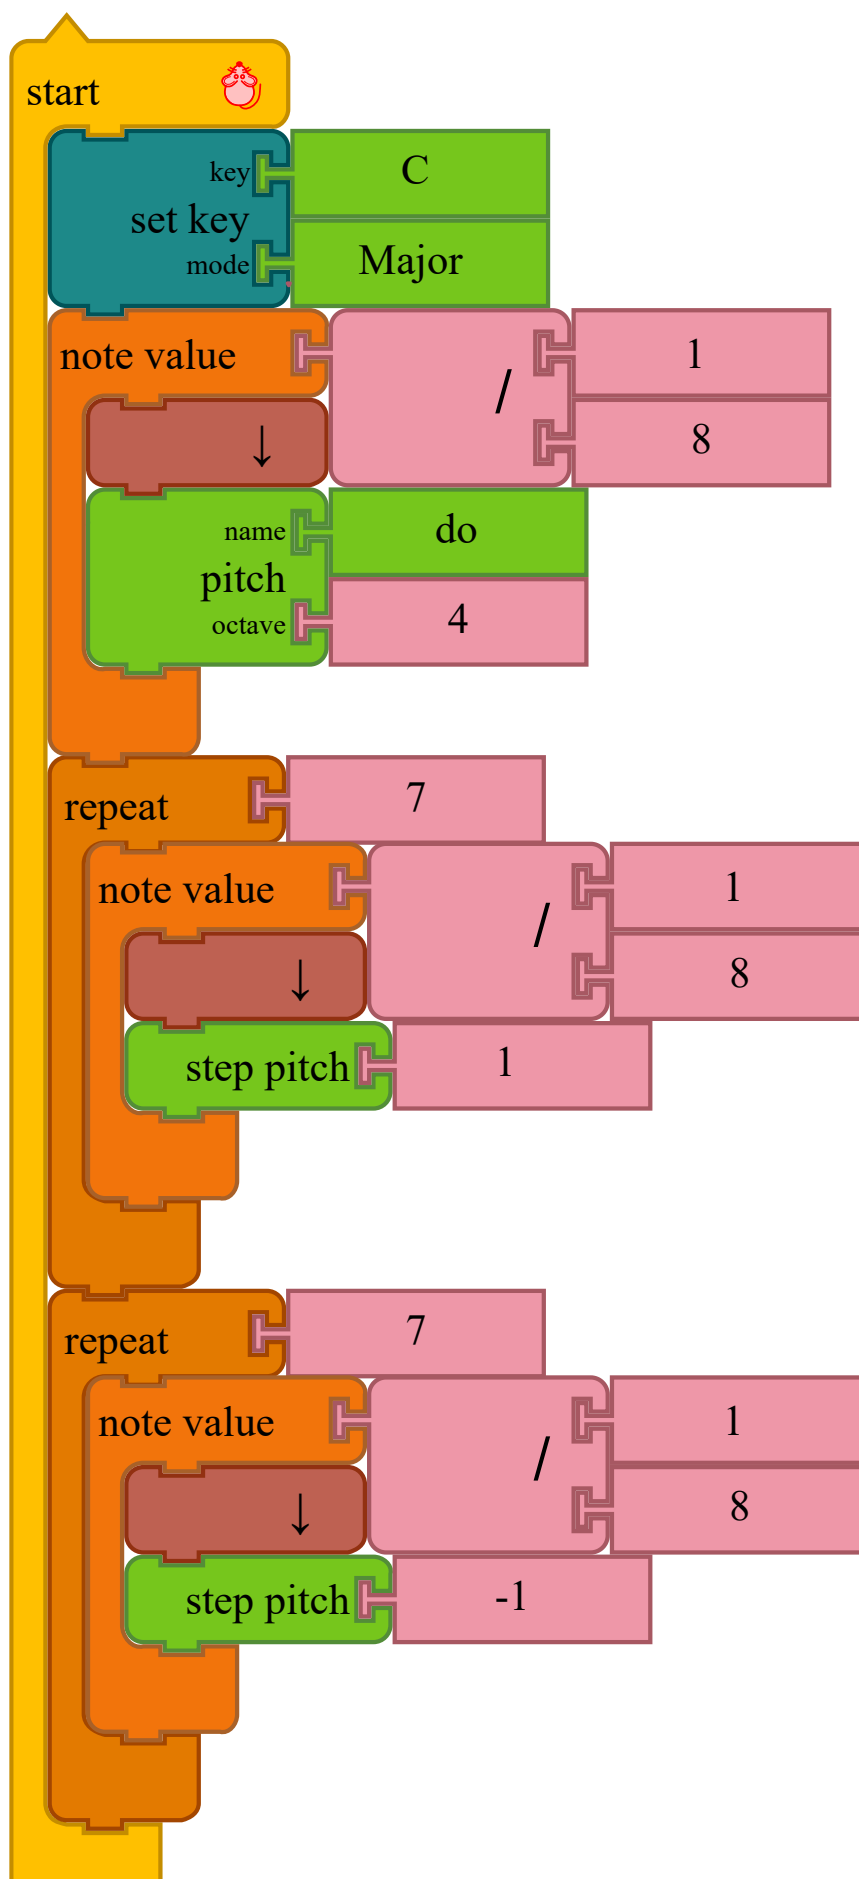 start
key C
set key
mode Major
note value / 1
↓ 8
name do
pitch
octave 4
repeat 7
note value / 1
↓ 8
step pitch 1
repeat 7
note value / 1
↓ 8
step pitch -1